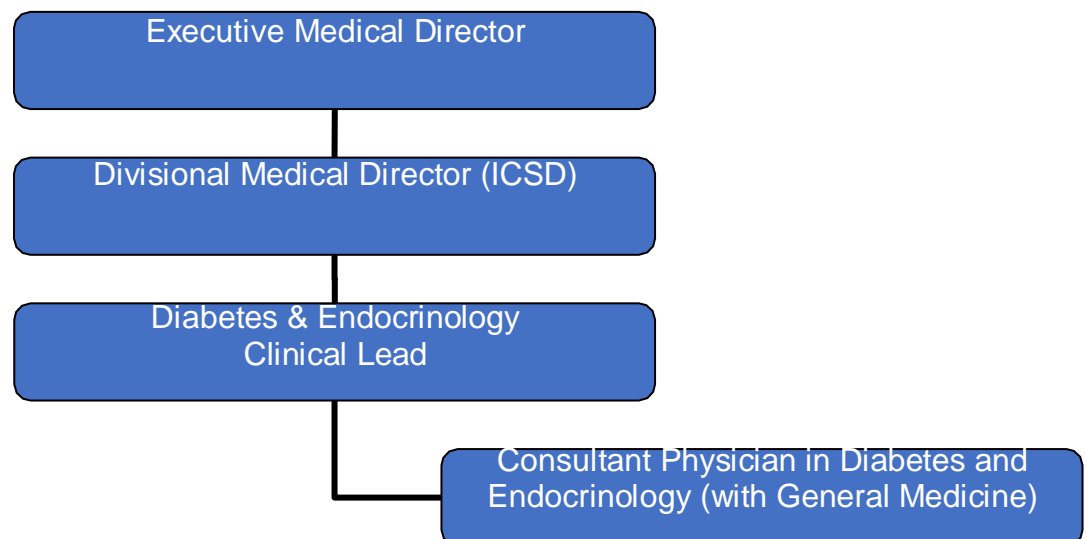 Executive Medical Director
Divisional Medical Director (ICSD)
Diabetes & Endocrinology
Clinical Lead
Consultant Physician in Diabetes and
Endocrinology (with General Medicine)